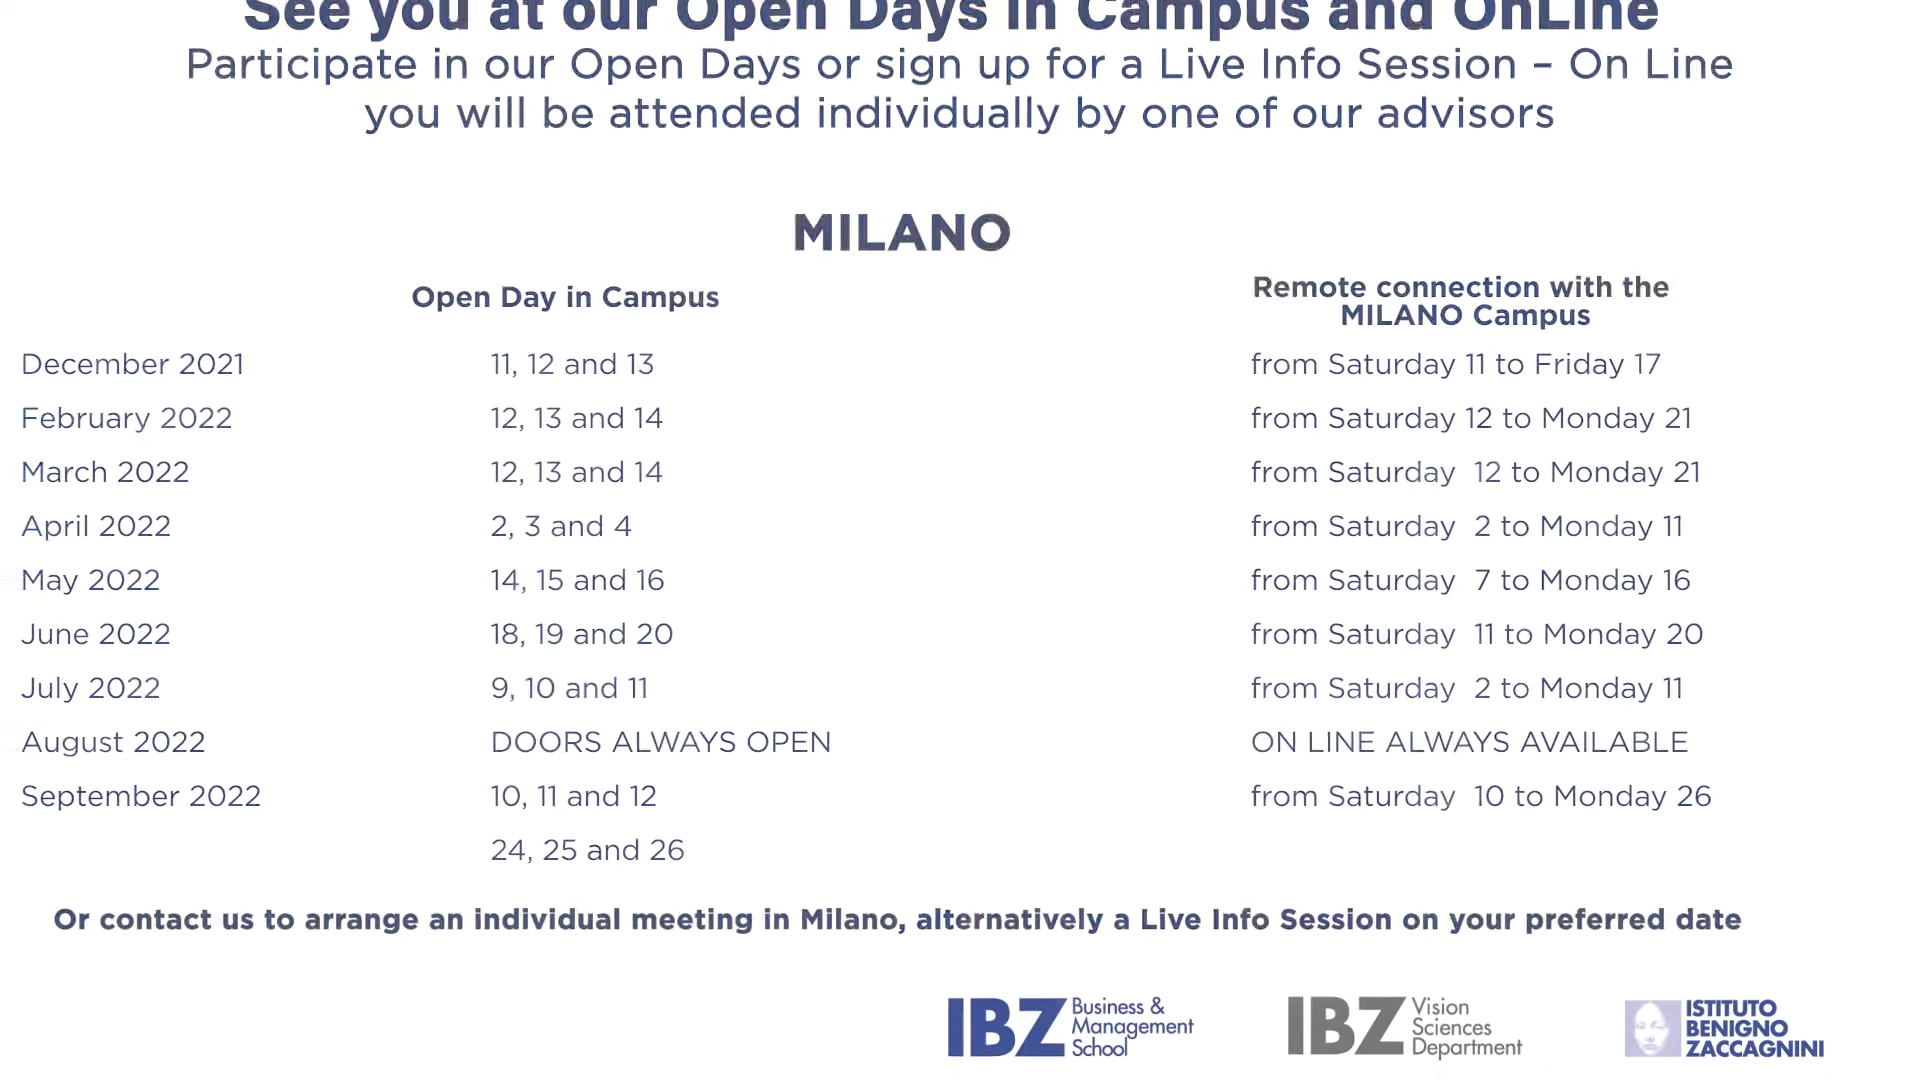 See you at our Open Days in Campus and OnLine
Participate in our Open Days or sign up for a Live Info Session – On Line
you will be attended individually by one of our advisors
MILANO
Open Day in Campus
Remote connection with the
MILANO Campus
December 2021 11, 12 and 13 from Saturday 11 to Friday 17
February 2022 12, 13 and 14 from Saturday 12 to Monday 21
March 2022 12, 13 and 14 from Saturday 12 to Monday 21
April 2022 2, 3 and 4 from Saturday 2 to Monday 11
May 2022 14, 15 and 16 from Saturday 7 to Monday 16
June 2022 18, 19 and 20 from Saturday 11 to Monday 20
July 2022 9, 10 and 11 from Saturday 2 to Monday 11
August 2022 DOORS ALWAYS OPEN ON LINE ALWAYS AVAILABLE
September 2022 10, 11 and 12 from Saturday 10 to Monday 26
24, 25 and 26
Or contact us to arrange an individual meeting in Milano, alternatively a Live Info Session on your preferred date
IBZ Business &
Management
School
IBZ Vision
Sciences
Department
ISTITUTO
BENIGNO
ZACCAGNINI